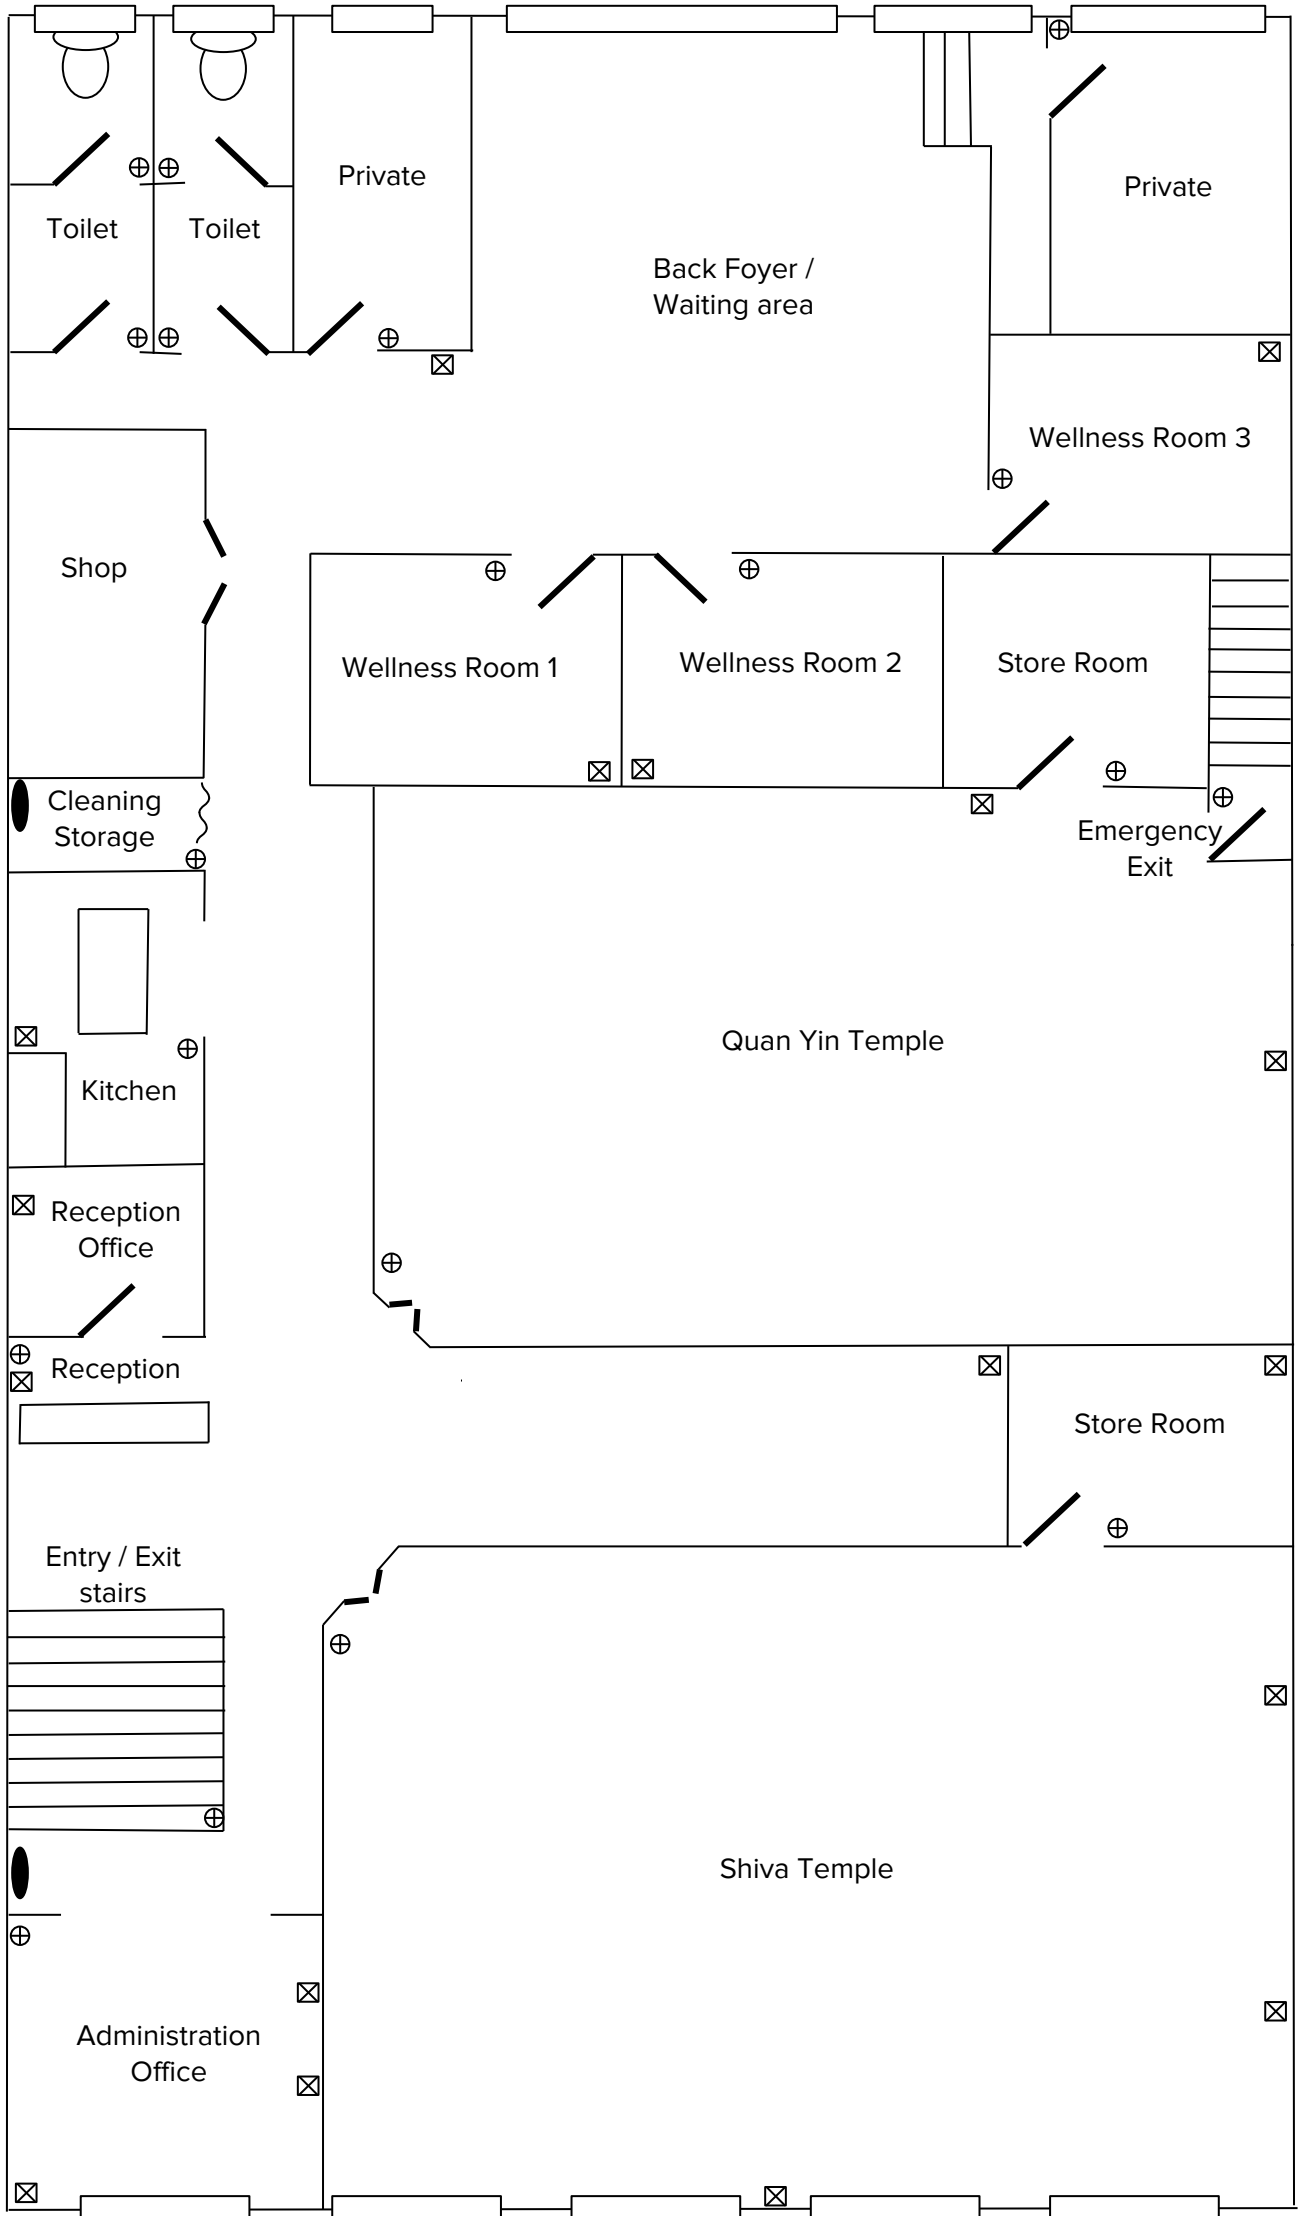 Private
Private
Toilet
Toilet
Back Foyer /
Waiting area
Wellness Room 3
Shop
Wellness Room 1
Wellness Room 2
Store Room
Cleaning
Storage
Emergency
Exit
Quan Yin Temple
Kitchen
Reception
Office
Reception
Store Room
Entry / Exit
stairs
Shiva Temple
Administration
Office